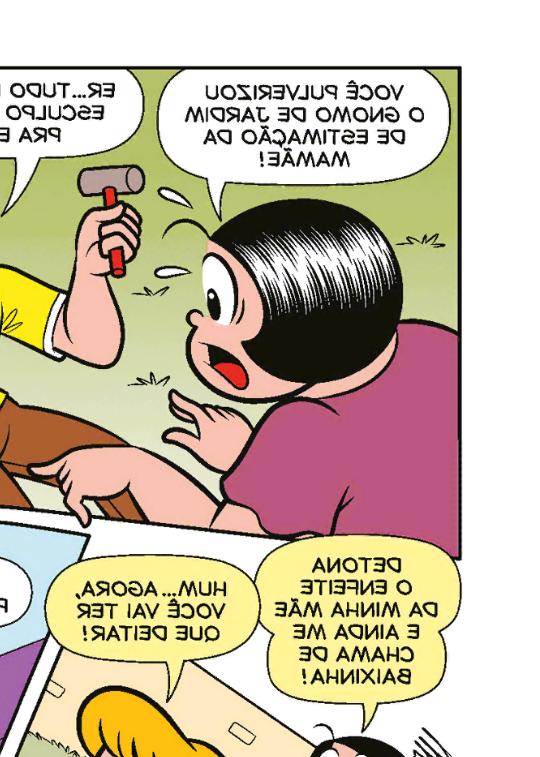 VOCÊ PULVERIZOU
O GNOMO DE JARDIM
DE ESTIMAÇÃO DA
MAMÃE!
ER...TUDO
ESCULPO
PRA
DETONA
O ENFEITE
DA MINHA MÃE
E AINDA ME
CHAMA DE
BAIXINHA!
HUM...AGORA,
VOCÊ VAI TER
QUE DEITAR!